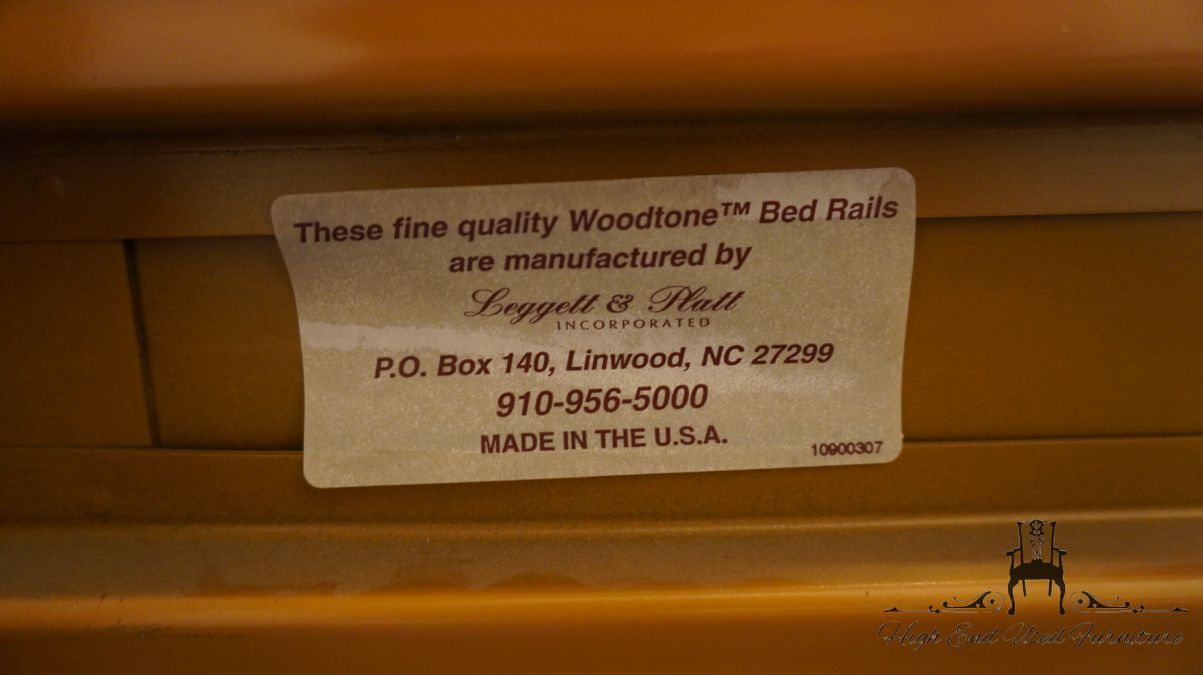 These fine quality Woodtone™ Bed Rails
are manufactured by
Leggett & Platt
INCORPORATED
P.O. Box 140, Linwood, NC 27299
910-956-5000
MADE IN THE U.S.A.
10900307
High End Used Furniture